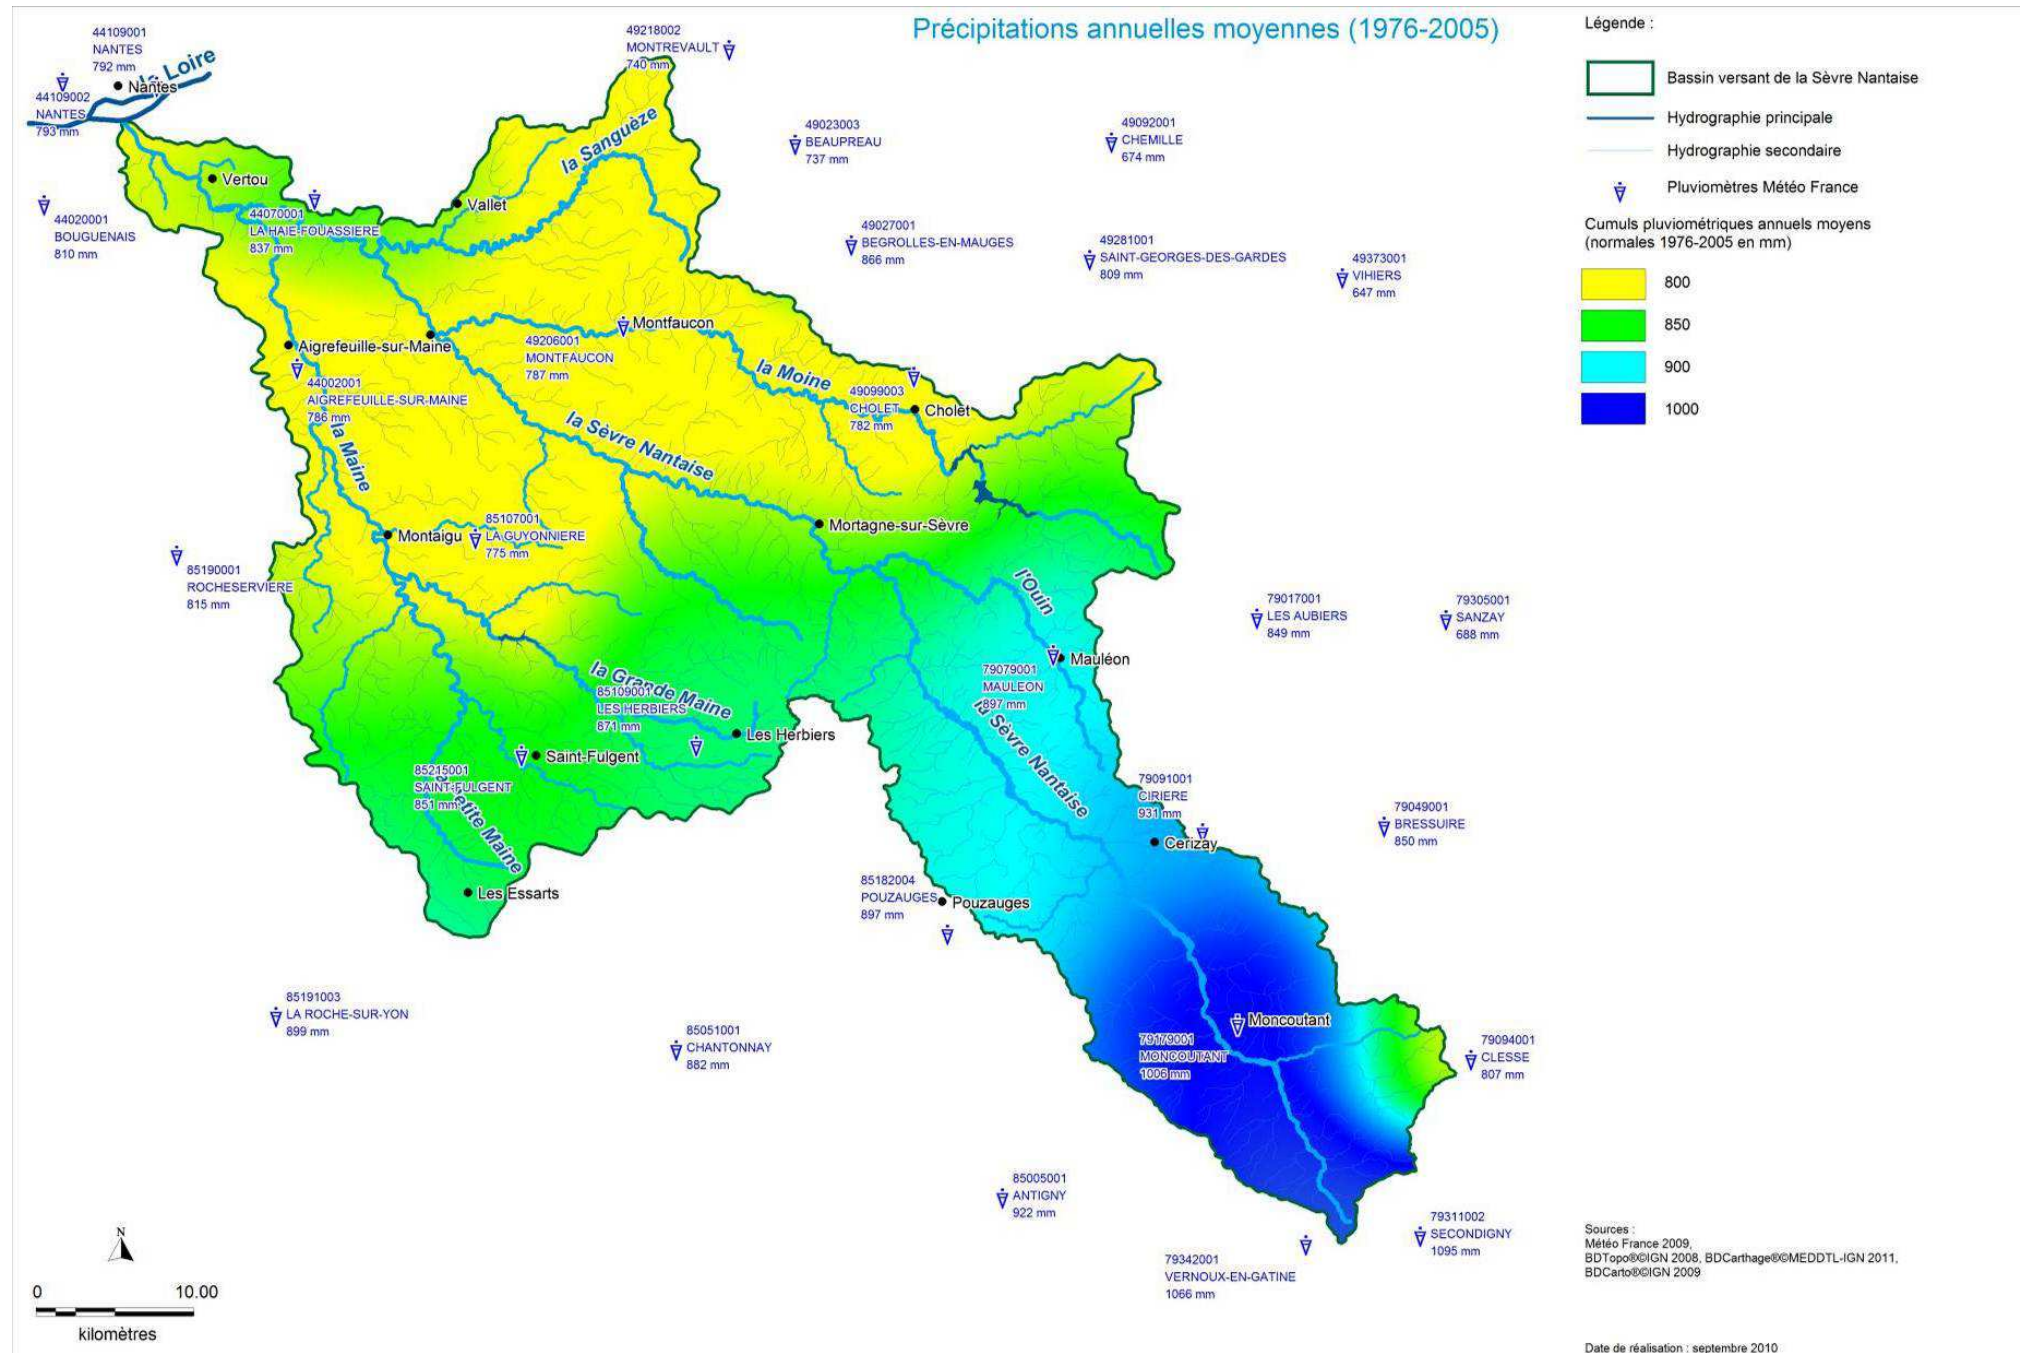 Précipitations annuelles moyennes (1976-2005)
Légende :
Bassin versant de la Sèvre Nantaise
Hydrographie principale
Hydrographie secondaire
Pluviomètres Météo France
Cumuls pluviométriques annuels moyens
(normales 1976-2005 en mm)
800
850
900
1000
44109001
NANTES
792 mm
la Loire
Nantes
44109002
NANTES
793 mm
49218002
MONTREVAULT
740 mm
49023003
BEAUPREAU
737 mm
49092001
CHEMILLE
674 mm
la Sanguèze
Vertou
Vallet
44020001
BOUGUENAIS
810 mm
44070001
LA HAIE-FOUASSIERE
837 mm
49027001
BEGROLLES-EN-MAUGES
866 mm
49281001
SAINT-GEORGES-DES-GARDES
809 mm
49373001
VIHIERS
647 mm
Montfaucon
Aigrefeuille-sur-Maine
49206001
MONTFAUCON
787 mm
44002001
AIGREFEUILLE-SUR-MAINE
786 mm
la Moine
49099003
CHOLET
782 mm
Cholet
la Maine
la Sèvre Nantaise
Mortagne-sur-Sèvre
Montaigu
85107001
LA GUYONNIERE
775 mm
85190001
ROCHESERVIERE
815 mm
l'Ouin
79017001
LES AUBIERS
849 mm
79305001
SANZAY
688 mm
Mauléon
79079001
MAULEON
897 mm
la Sèvre Nantaise
la Grande Maine
85109001
LES HERBIERS
871 mm
Les Herbiers
Saint-Fulgent
85215001
SAINT-FULGENT
851 mm
la Petite Maine
Les Essarts
79091001
CIRIERE
931 mm
Cerizay
79049001
BRESSUIRE
850 mm
85182004
POUZAUGES
897 mm
Pouzauges
85191003
LA ROCHE-SUR-YON
899 mm
85051001
CHANTONNAY
882 mm
Moncoutant
79179001
MONCOUTANT
1006 mm
79094001
CLESSE
807 mm
85005001
ANTIGNY
922 mm
79311002
SECONDIGNY
1095 mm
79342001
VERNOUX-EN-GATINE
1066 mm
N
0 10.00
kilomètres
Sources :
Météo France 2009,
BDTopo®©IGN 2008, BDCarthage®©MEDDTL-IGN 2011,
BDCarto®©IGN 2009
Date de réalisation : septembre 2010